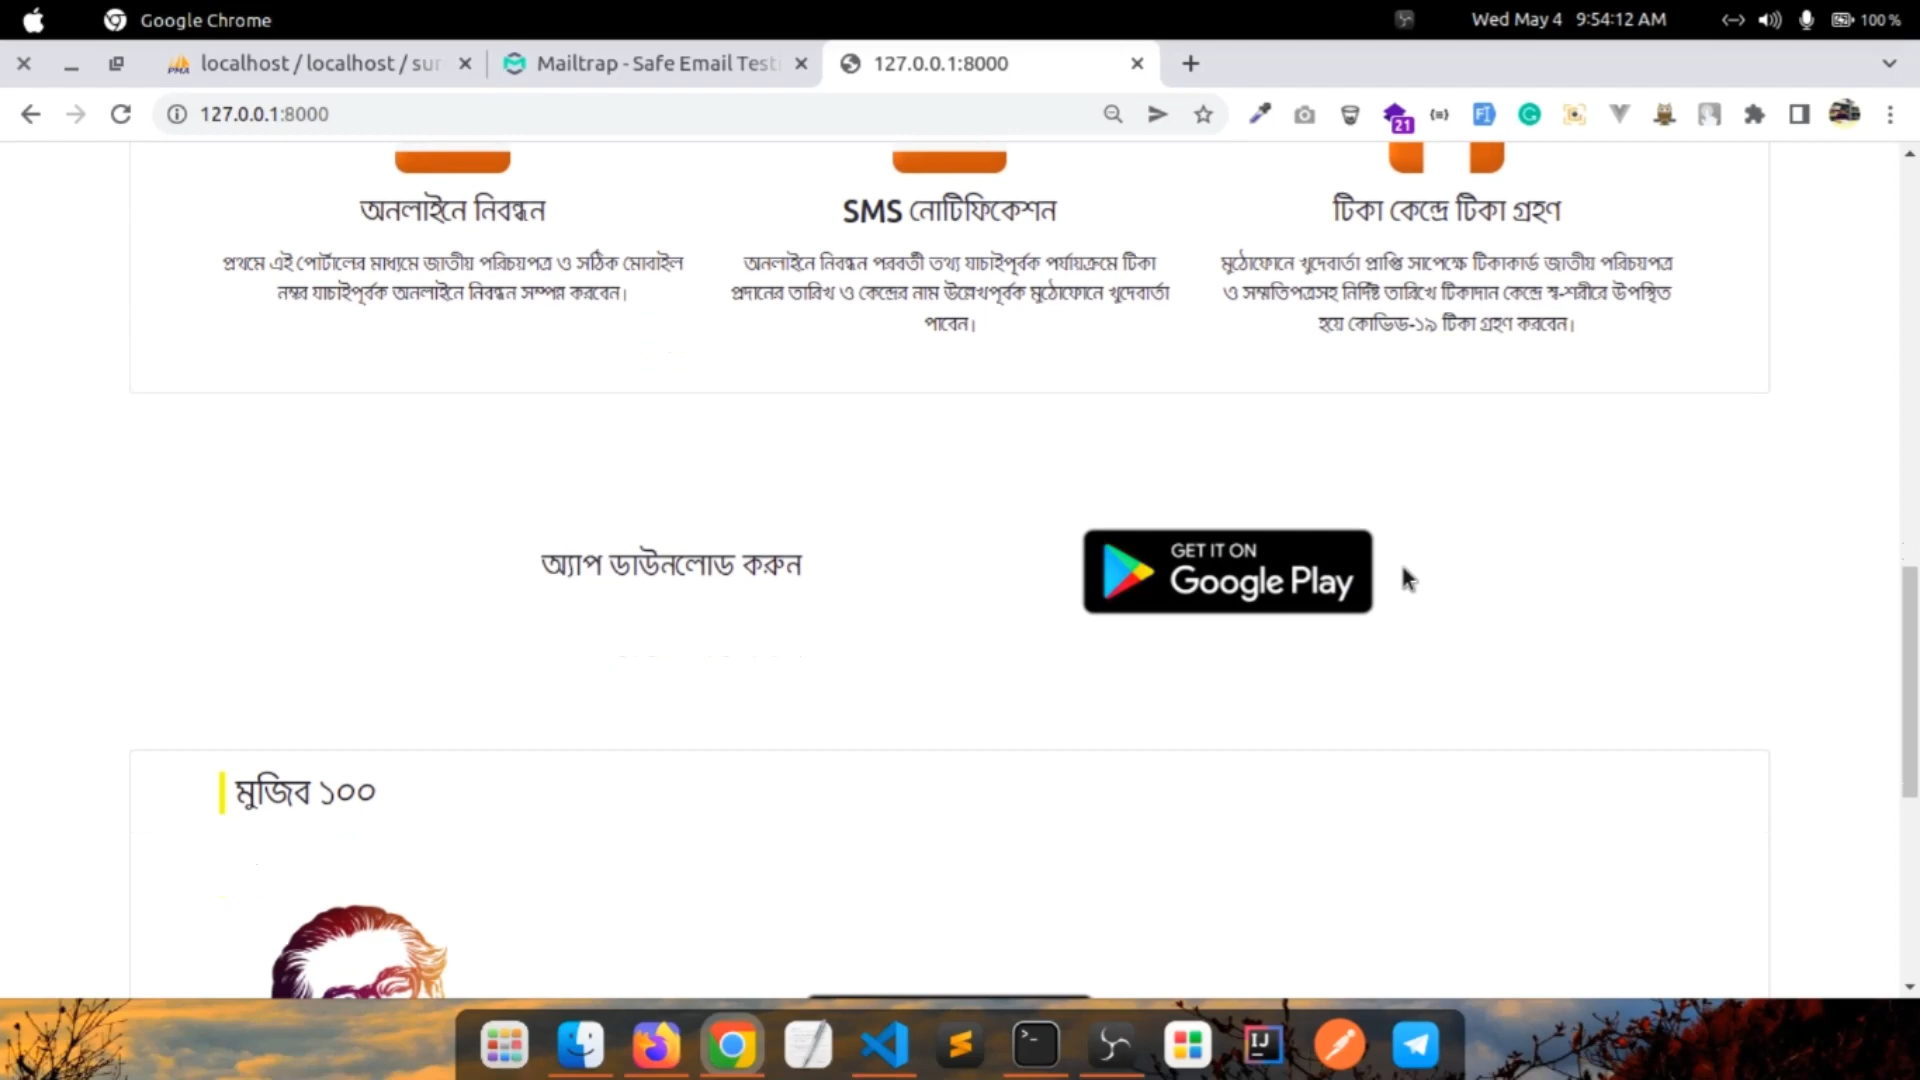 Google Chrome
Wed May 4 9:54:12 AM
100 %
localhost / localhost / sur
Mailtrap - Safe Email Testi
127.0.0.1:8000
127.0.0.1:8000
21
অনলাইনে নিবন্ধন
SMS নোটিফিকেশন
টিকা কেন্দ্রে টিকা গ্রহণ
প্রথমে এই পোর্টালের মাধ্যমে জাতীয় পরিচয়পত্র ও সঠিক মোবাইল
নম্বর যাচাইপূর্বক অনলাইনে নিবন্ধন সম্পন্ন করবেন।
অনলাইনে নিবন্ধন পরবর্তী তথ্য যাচাইপূর্বক পর্যায়ক্রমে টিকা
প্রদানের তারিখ ও কেন্দ্রের নাম উল্লেখপূর্বক মুঠোফোনে খুদেবার্তা
পাবেন।
মুঠোফোনে খুদেবার্তা প্রাপ্তি সাপেক্ষে টিকাকার্ড জাতীয় পরিচয়পত্র
ও সম্মতিপত্রসহ নির্দিষ্ট তারিখে টিকাদান কেন্দ্রে স্ব-শরীরে উপস্থিত
হয়ে কোভিড-১৯ টিকা গ্রহণ করবেন।
অ্যাপ ডাউনলোড করুন
GET IT ON
Google Play
মুজিব ১০০